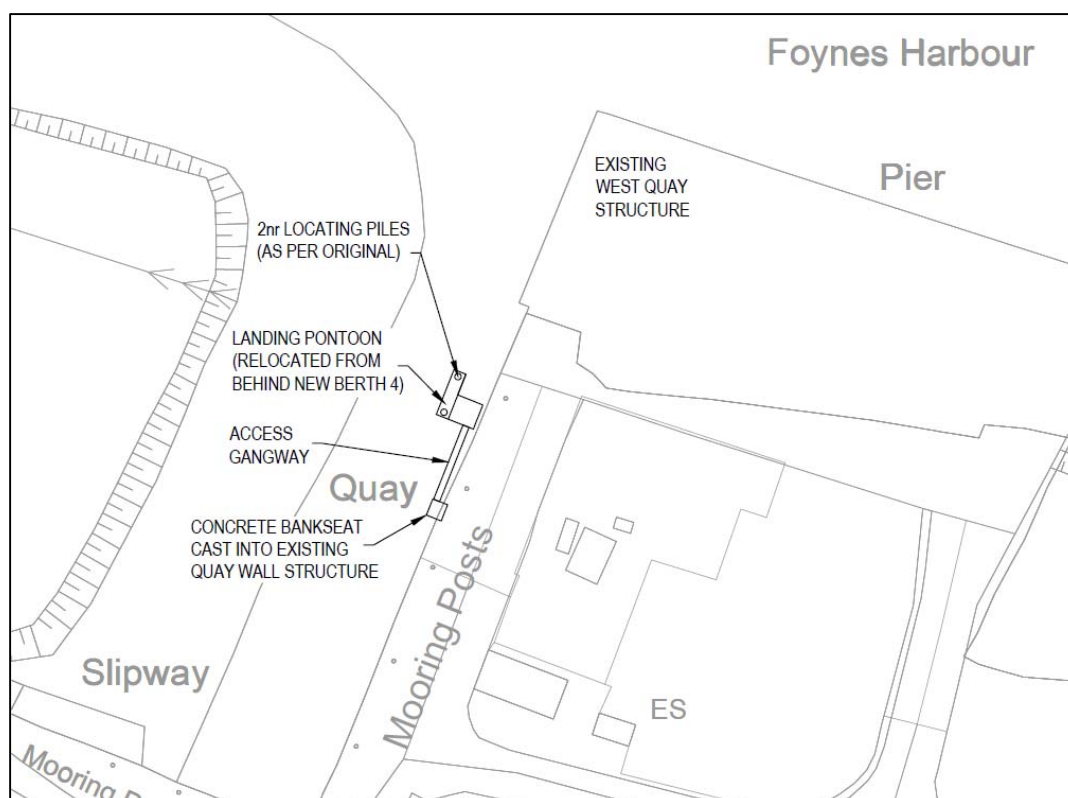 Foynes Harbour
EXISTING
WEST QUAY
STRUCTURE
Pier
2nr LOCATING PILES
(AS PER ORIGINAL)
LANDING PONTOON
(RELOCATED FROM
BEHIND NEW BERTH 4)
ACCESS
GANGWAY
Quay
CONCRETE BANKSEAT
CAST INTO EXISTING
QUAY WALL STRUCTURE
Mooring Posts
Slipway
ES
Mooring